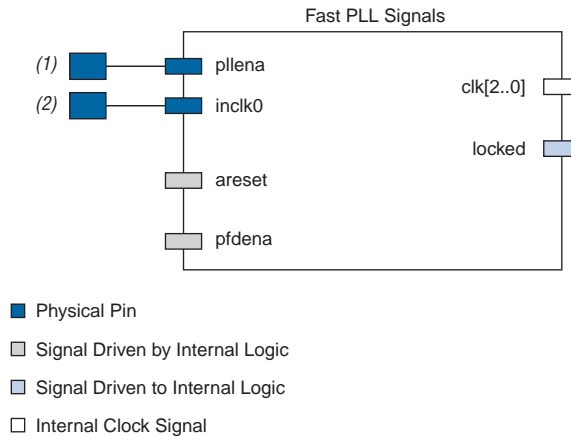 Fast PLL Signals
(1)
pllena
(2)
inclk0
clk[2..0]
locked
areset
pfdena
Physical Pin
Signal Driven by Internal Logic
Signal Driven to Internal Logic
Internal Clock Signal